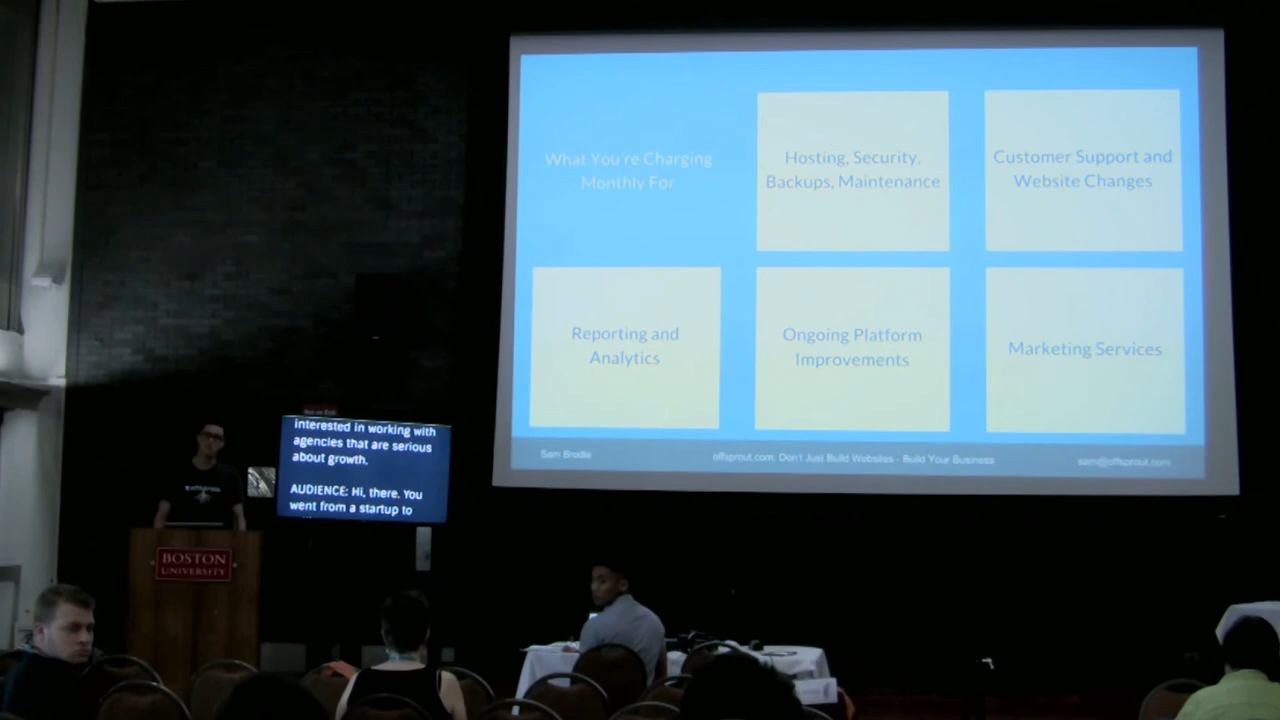 What You're Charging
Monthly For
Hosting, Security,
Backups, Maintenance
Customer Support and
Website Changes
Reporting and
Analytics
Ongoing Platform
Improvements
Marketing Services
Sam Brodie
offsprout.com: Don't Just Build Websites - Build Your Business
sam@offsprout.com
interested in working with
agencies that are serious
about growth.
AUDIENCE: Hi, there. You
went from a startup to
BOSTON
UNIVERSITY